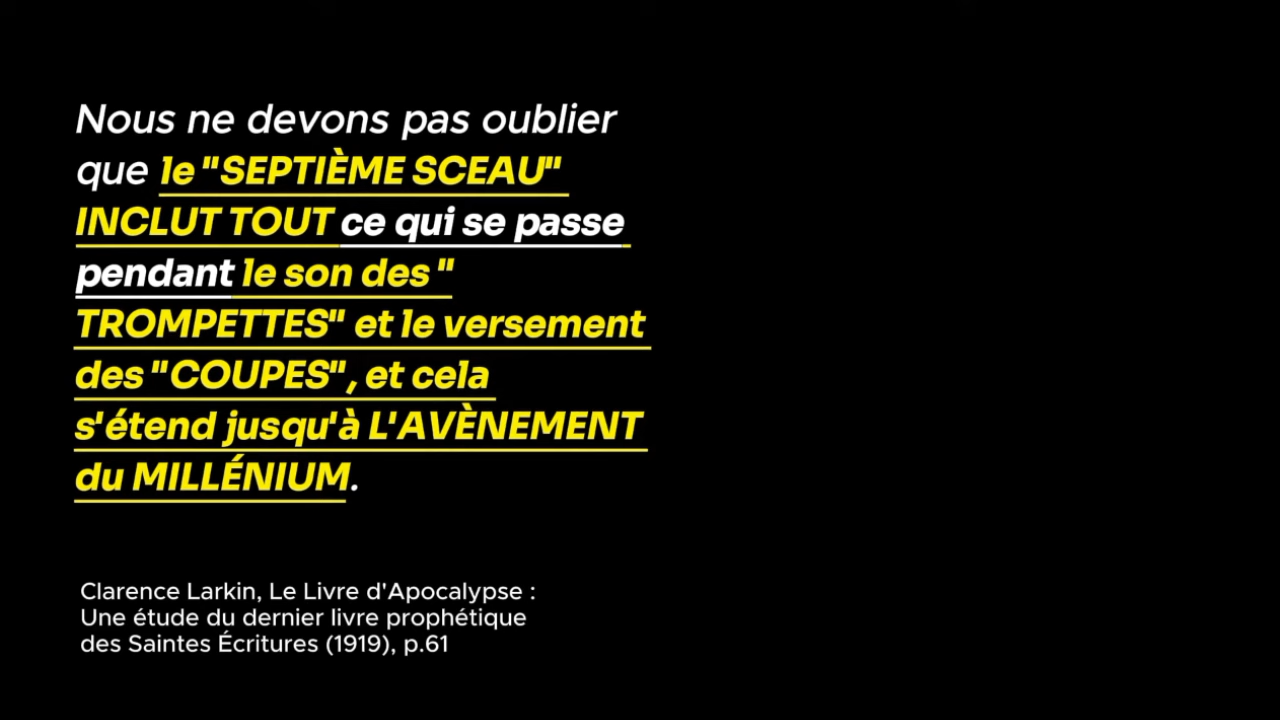 Nous ne devons pas oublier
que le "SEPTIÈME SCEAU"
INCLUT TOUT ce qui se passe
pendant le son des "
TROMPETTES" et le versement
des "COUPES", et cela
s'étend jusqu'à L'AVÈNEMENT
du MILLÉNIUM.
Clarence Larkin, Le Livre d'Apocalypse :
Une étude du dernier livre prophétique
des Saintes Écritures (1919), p.61